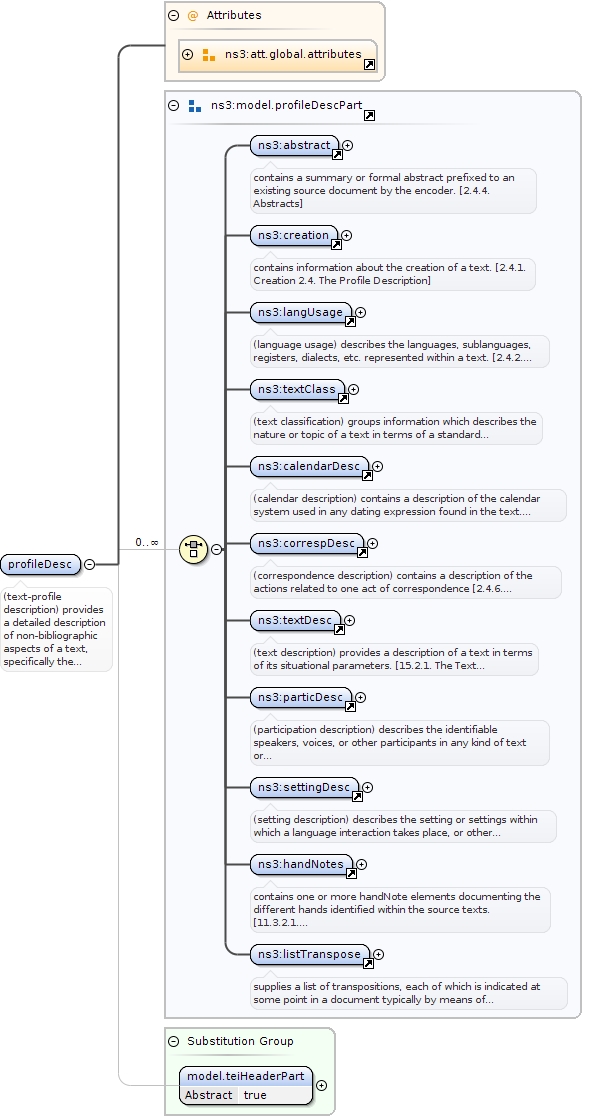 Attributes
ns3:att.global.attributes
ns3:model.profileDescPart
ns3:abstract
contains a summary or formal abstract prefixed to an
existing source document by the encoder. [2.4.4.
Abstracts]
ns3:creation
contains information about the creation of a text. [2.4.1.
Creation 2.4. The Profile Description]
ns3:langUsage
(language usage) describes the languages, sublanguages,
registers, dialects, etc. represented within a text. [2.4.2....
ns3:textClass
(text classification) groups information which describes the
nature or topic of a text in terms of a standard...
ns3:calendarDesc
(calendar description) contains a description of the calendar
system used in any dating expression found in the text....
0..∞
ns3:correspDesc
(correspondence description) contains a description of the
actions related to one act of correspondence [2.4.6....
profileDesc
(text-profile
description) provides
a detailed description
of non-bibliographic
aspects of a text,
specifically the...
ns3:textDesc
(text description) provides a description of a text in terms
of its situational parameters. [15.2.1. The Text...
ns3:particDesc
(participation description) describes the identifiable
speakers, voices, or other participants in any kind of text
or...
ns3:settingDesc
(setting description) describes the setting or settings within
which a language interaction takes place, or other...
ns3:handNotes
contains one or more handNote elements documenting the
different hands identified within the source texts.
[11.3.2.1....
ns3:listTranspose
supplies a list of transpositions, each of which is indicated at
some point in a document typically by means of...
Substitution Group
model.teiHeaderPart
Abstract true